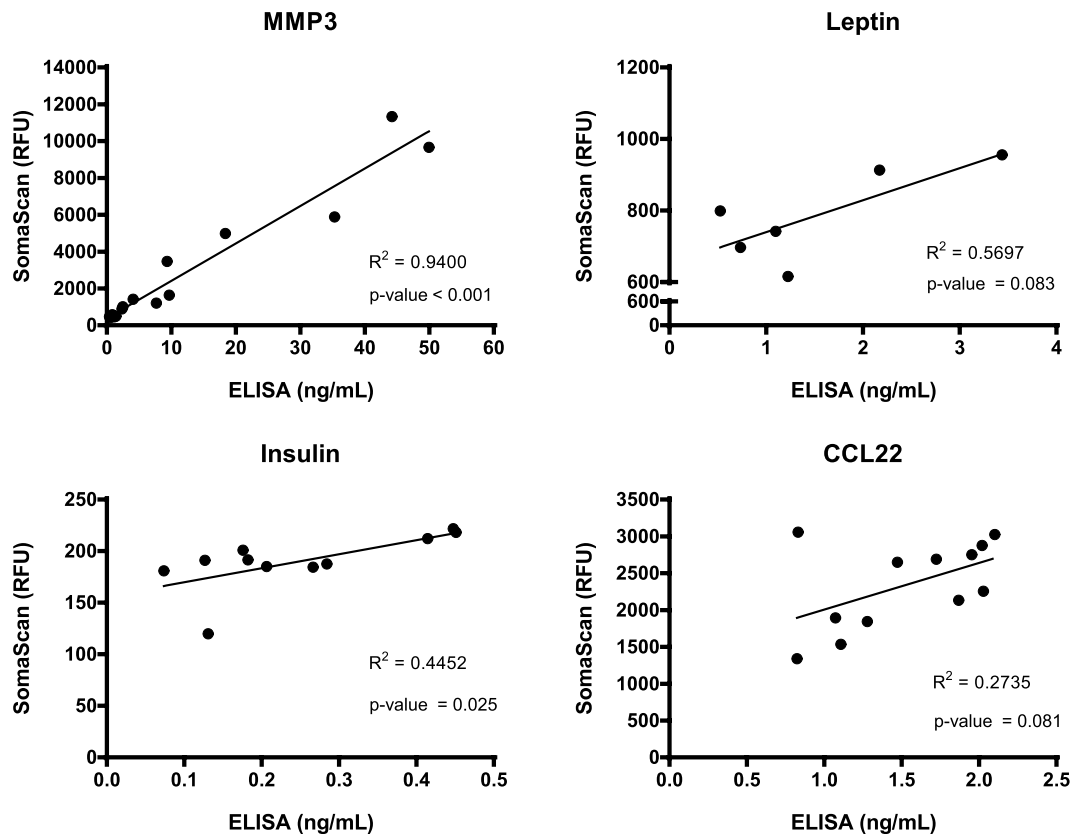 MMP3
14000
12000
10000
8000
6000
4000
2000
0
SomaScan (RFU)
R2 = 0.9400
p-value < 0.001
0 10 20 30 40 50 60
ELISA (ng/mL)
Leptin
1200
1000
800
600
600
0
SomaScan (RFU)
R2 = 0.5697
p-value = 0.083
0 1 2 3 4
ELISA (ng/mL)
Insulin
250
200
150
100
50
0
SomaScan (RFU)
R2 = 0.4452
p-value = 0.025
0.0 0.1 0.2 0.3 0.4 0.5
ELISA (ng/mL)
CCL22
3500
3000
2500
2000
1500
1000
500
0
SomaScan (RFU)
R2 = 0.2735
p-value = 0.081
0.0 0.5 1.0 1.5 2.0 2.5
ELISA (ng/mL)